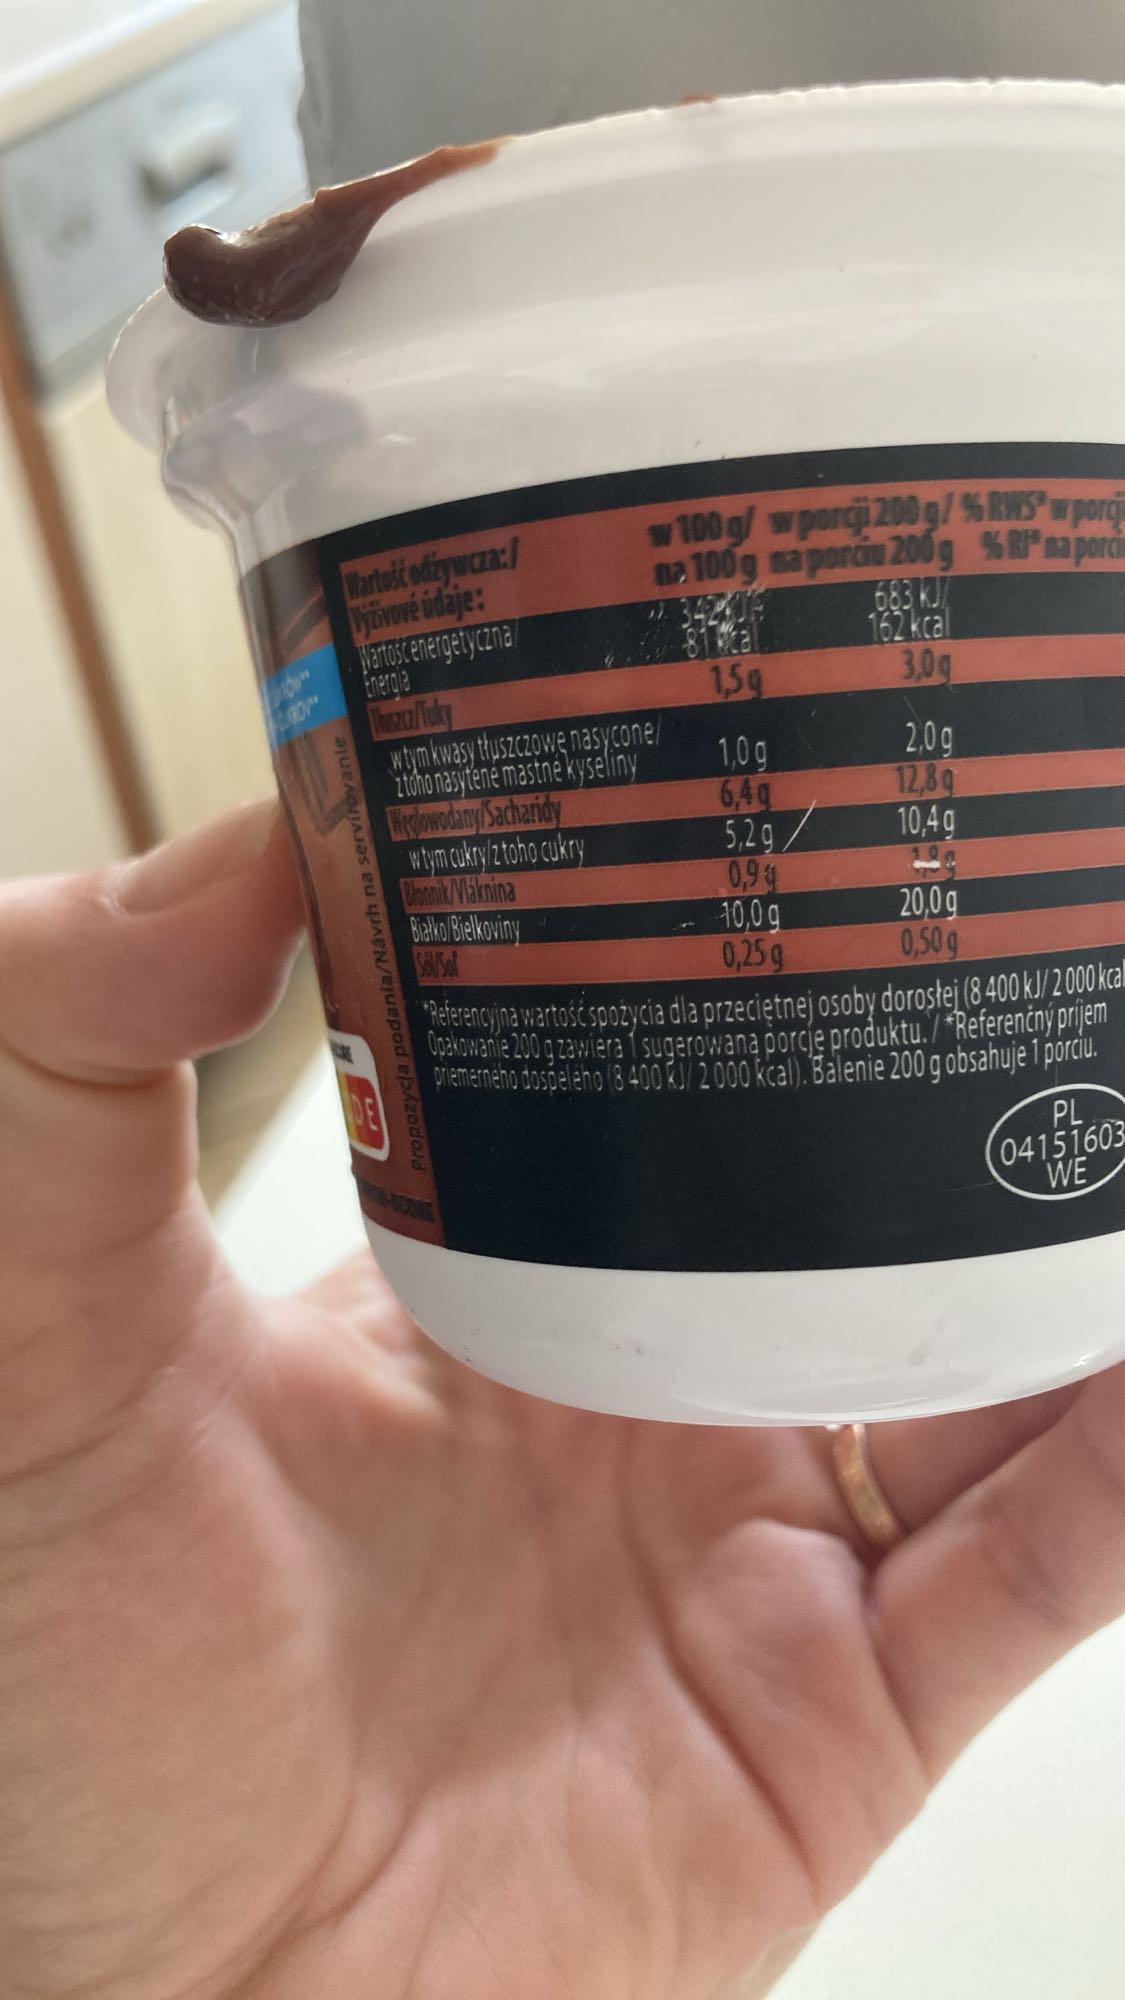 w 100 g/ w porcji 200 g/ % RWS* w porcji
na 100 g na porciu 200 g % RI* na
Wartość odżywcza:/
Výživové údaje:
Wartość energetyczna/ 342 kJ/ 683 kJ/
Energia 81 kcal 162 kcal
Tłuszcz/Tuky 1,5 g 3,0 g
w tym kwasy tłuszczowe nasycone/
z toho nasýtené mastné kyseliny 1,0 g 2,0 g
Węglowodany/Sacharidy 6,4 g 12,8 g
w tym cukry/z toho cukry 5,2 g 10,4 g
Błonnik/Vláknina 0,9 g 1,8 g
Białko/Bielkoviny 10,0 g 20,0 g
Sól/Soľ 0,25 g 0,50 g
*Referencyjna wartość spożycia dla przeciętnej osoby dorosłej (8 400 kJ/ 2 000 kcal
Opakowanie 200 g zawiera 1 sugerowaną porcję produktu. / *Referenčný príjem
priemerného dospelého (8 400 kJ/ 2 000 kcal). Balenie 200 g obsahuje 1 porciu.
PL
04151603
WE
Propozycja podania/Návrh na servírovanie
D E